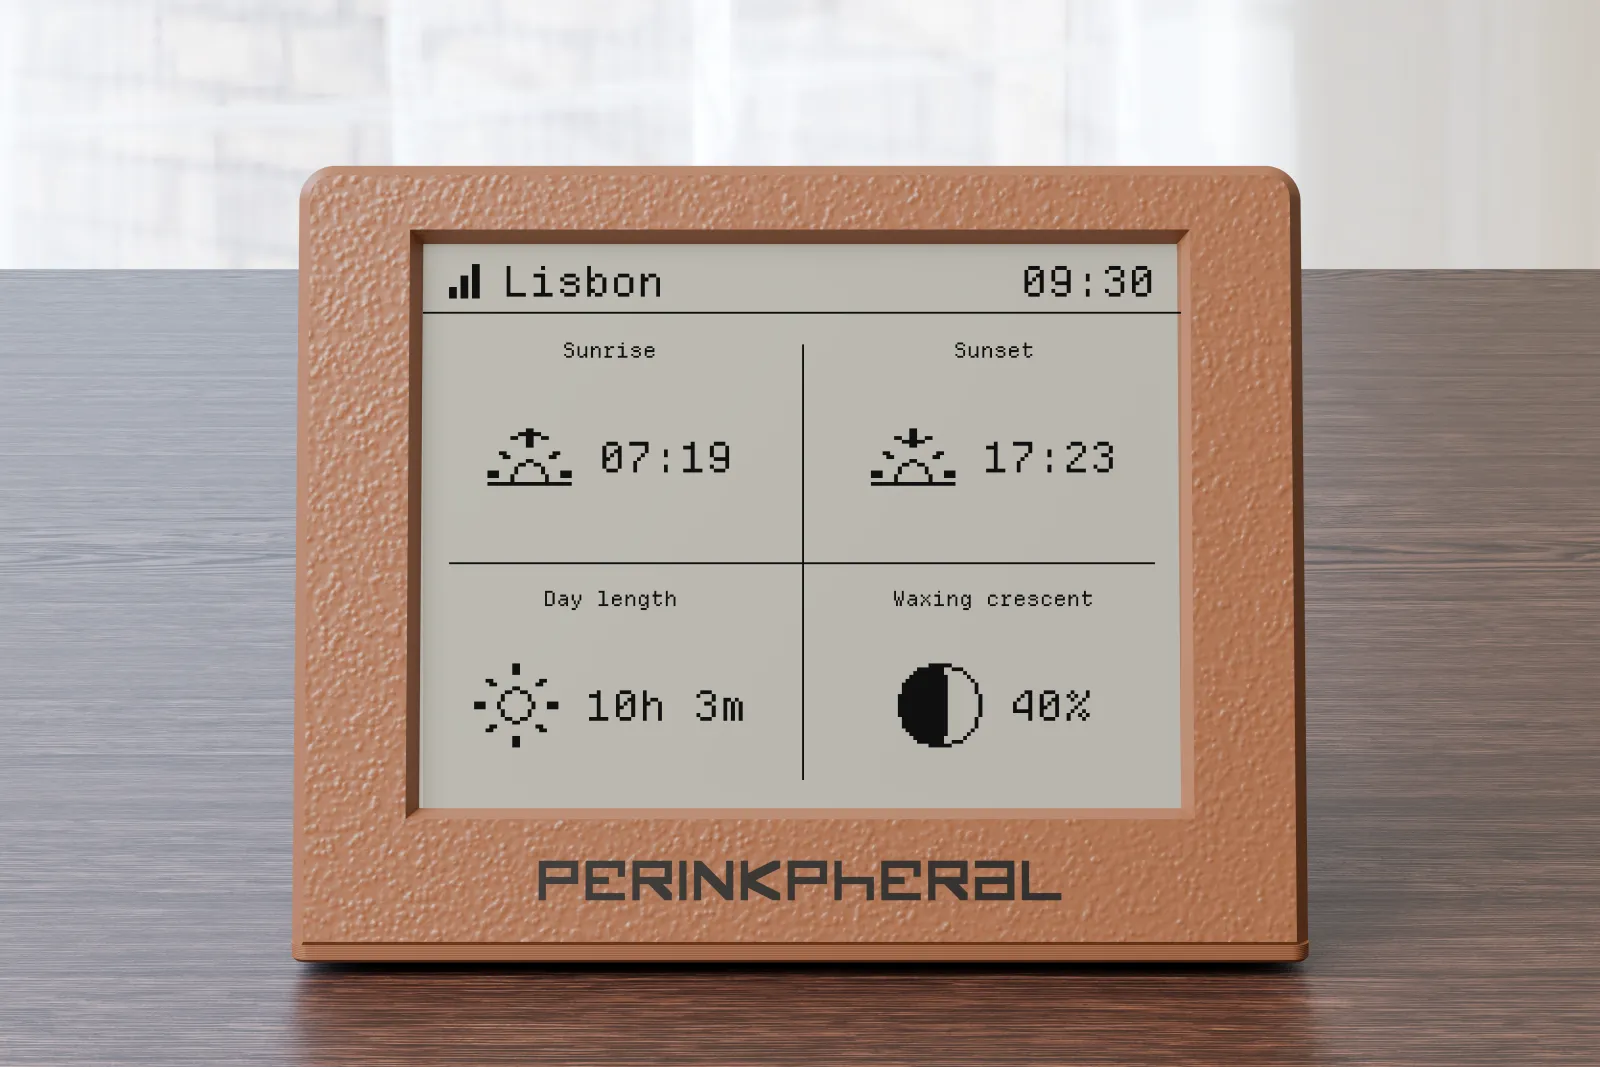 Lisbon 09:30
Sunrise
07:19
Sunset
17:23
Day length
10h 3m
Waxing crescent
40%
PERINKPHERAL